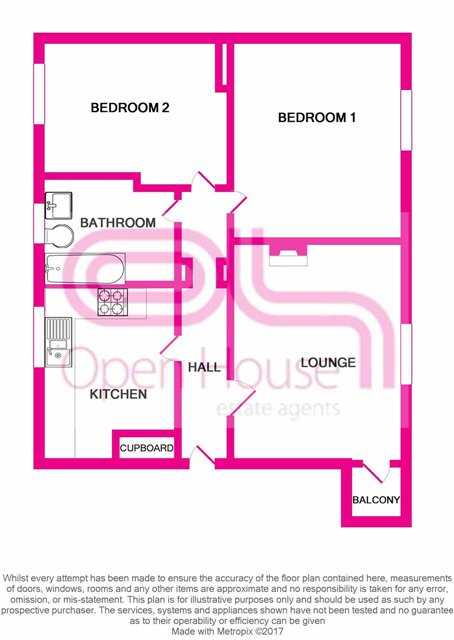 BEDROOM 2
BEDROOM 1
BATHROOM
Open House
estate agents
HALL
LOUNGE
KITCHEN
CUPBOARD
BALCONY
Whilst every attempt has been made to ensure the accuracy of the floor plan contained here, measurements
of doors, windows, rooms and any other items are approximate and no responsibility is taken for any error,
omission, or mis-statement. This plan is for illustrative purposes only and should be used as such by any
prospective purchaser. The services, systems and appliances shown have not been tested and no guarantee
as to their operability or efficiency can be given
Made with Metropix ©2017